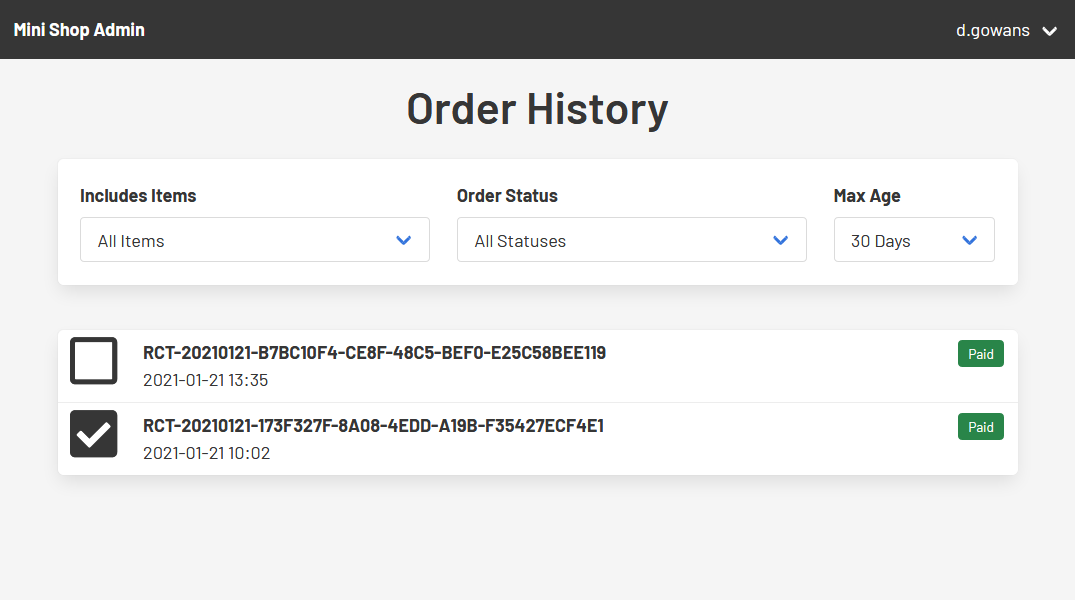 Mini Shop Admin
d.gowans
Order History
Includes Items
Order Status
Max Age
All Items
All Statuses
30 Days
RCT-20210121-B7BC10F4-CE8F-48C5-BEF0-E25C58BEE119
Paid
2021-01-21 13:35
RCT-20210121-173F327F-8A08-4EDD-A19B-F35427ECF4E1
Paid
2021-01-21 10:02